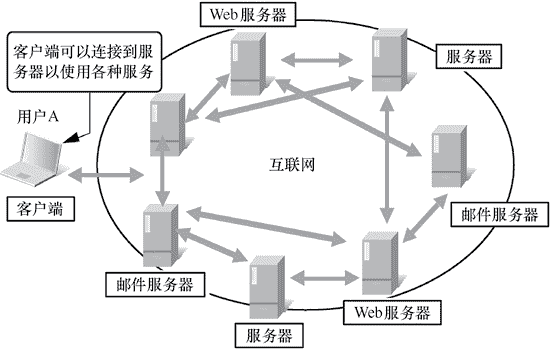 Web服务器
客户端可以连接到服
务器以使用各种服务
服务器
用户A
互联网
客户端
邮件服务器
邮件服务器
Web服务器
服务器